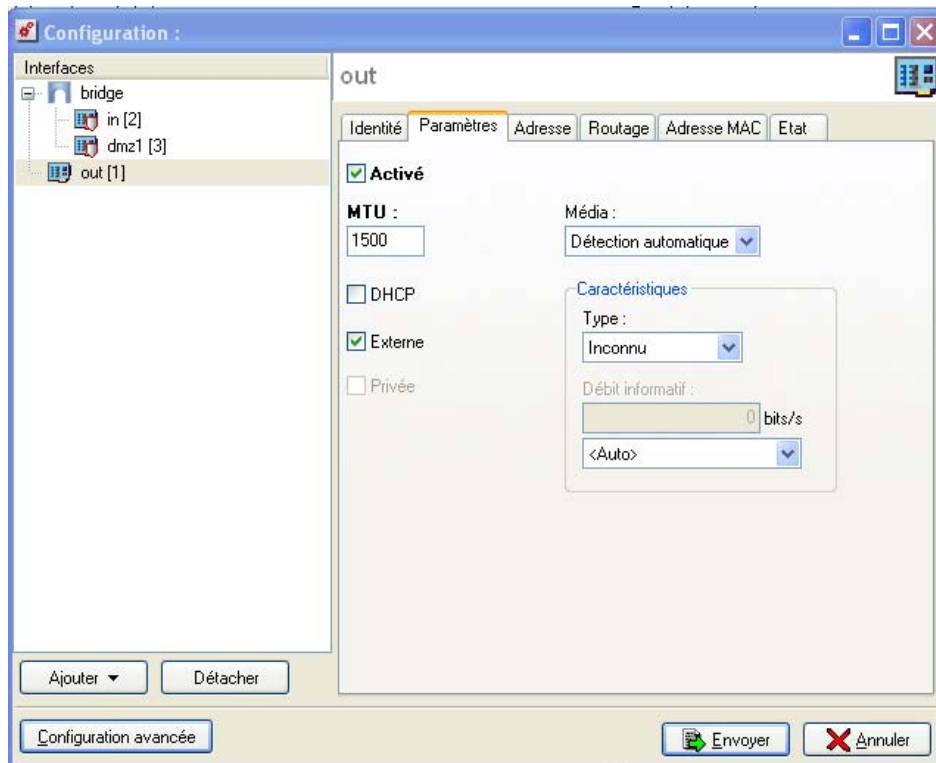 Configuration :
Interfaces
bridge
in [2]
dmz1 [3]
out [1]
out
Identité Paramètres Adresse Routage Adresse MAC Etat
Activé
MTU :
1500
Média :
Détection automatique
DHCP
Externe
Privée
Caractéristiques
Type :
Inconnu
Débit informatif :
0 bits/s
<Auto>
Ajouter
Détacher
Configuration avancée
Envoyer
Annuler